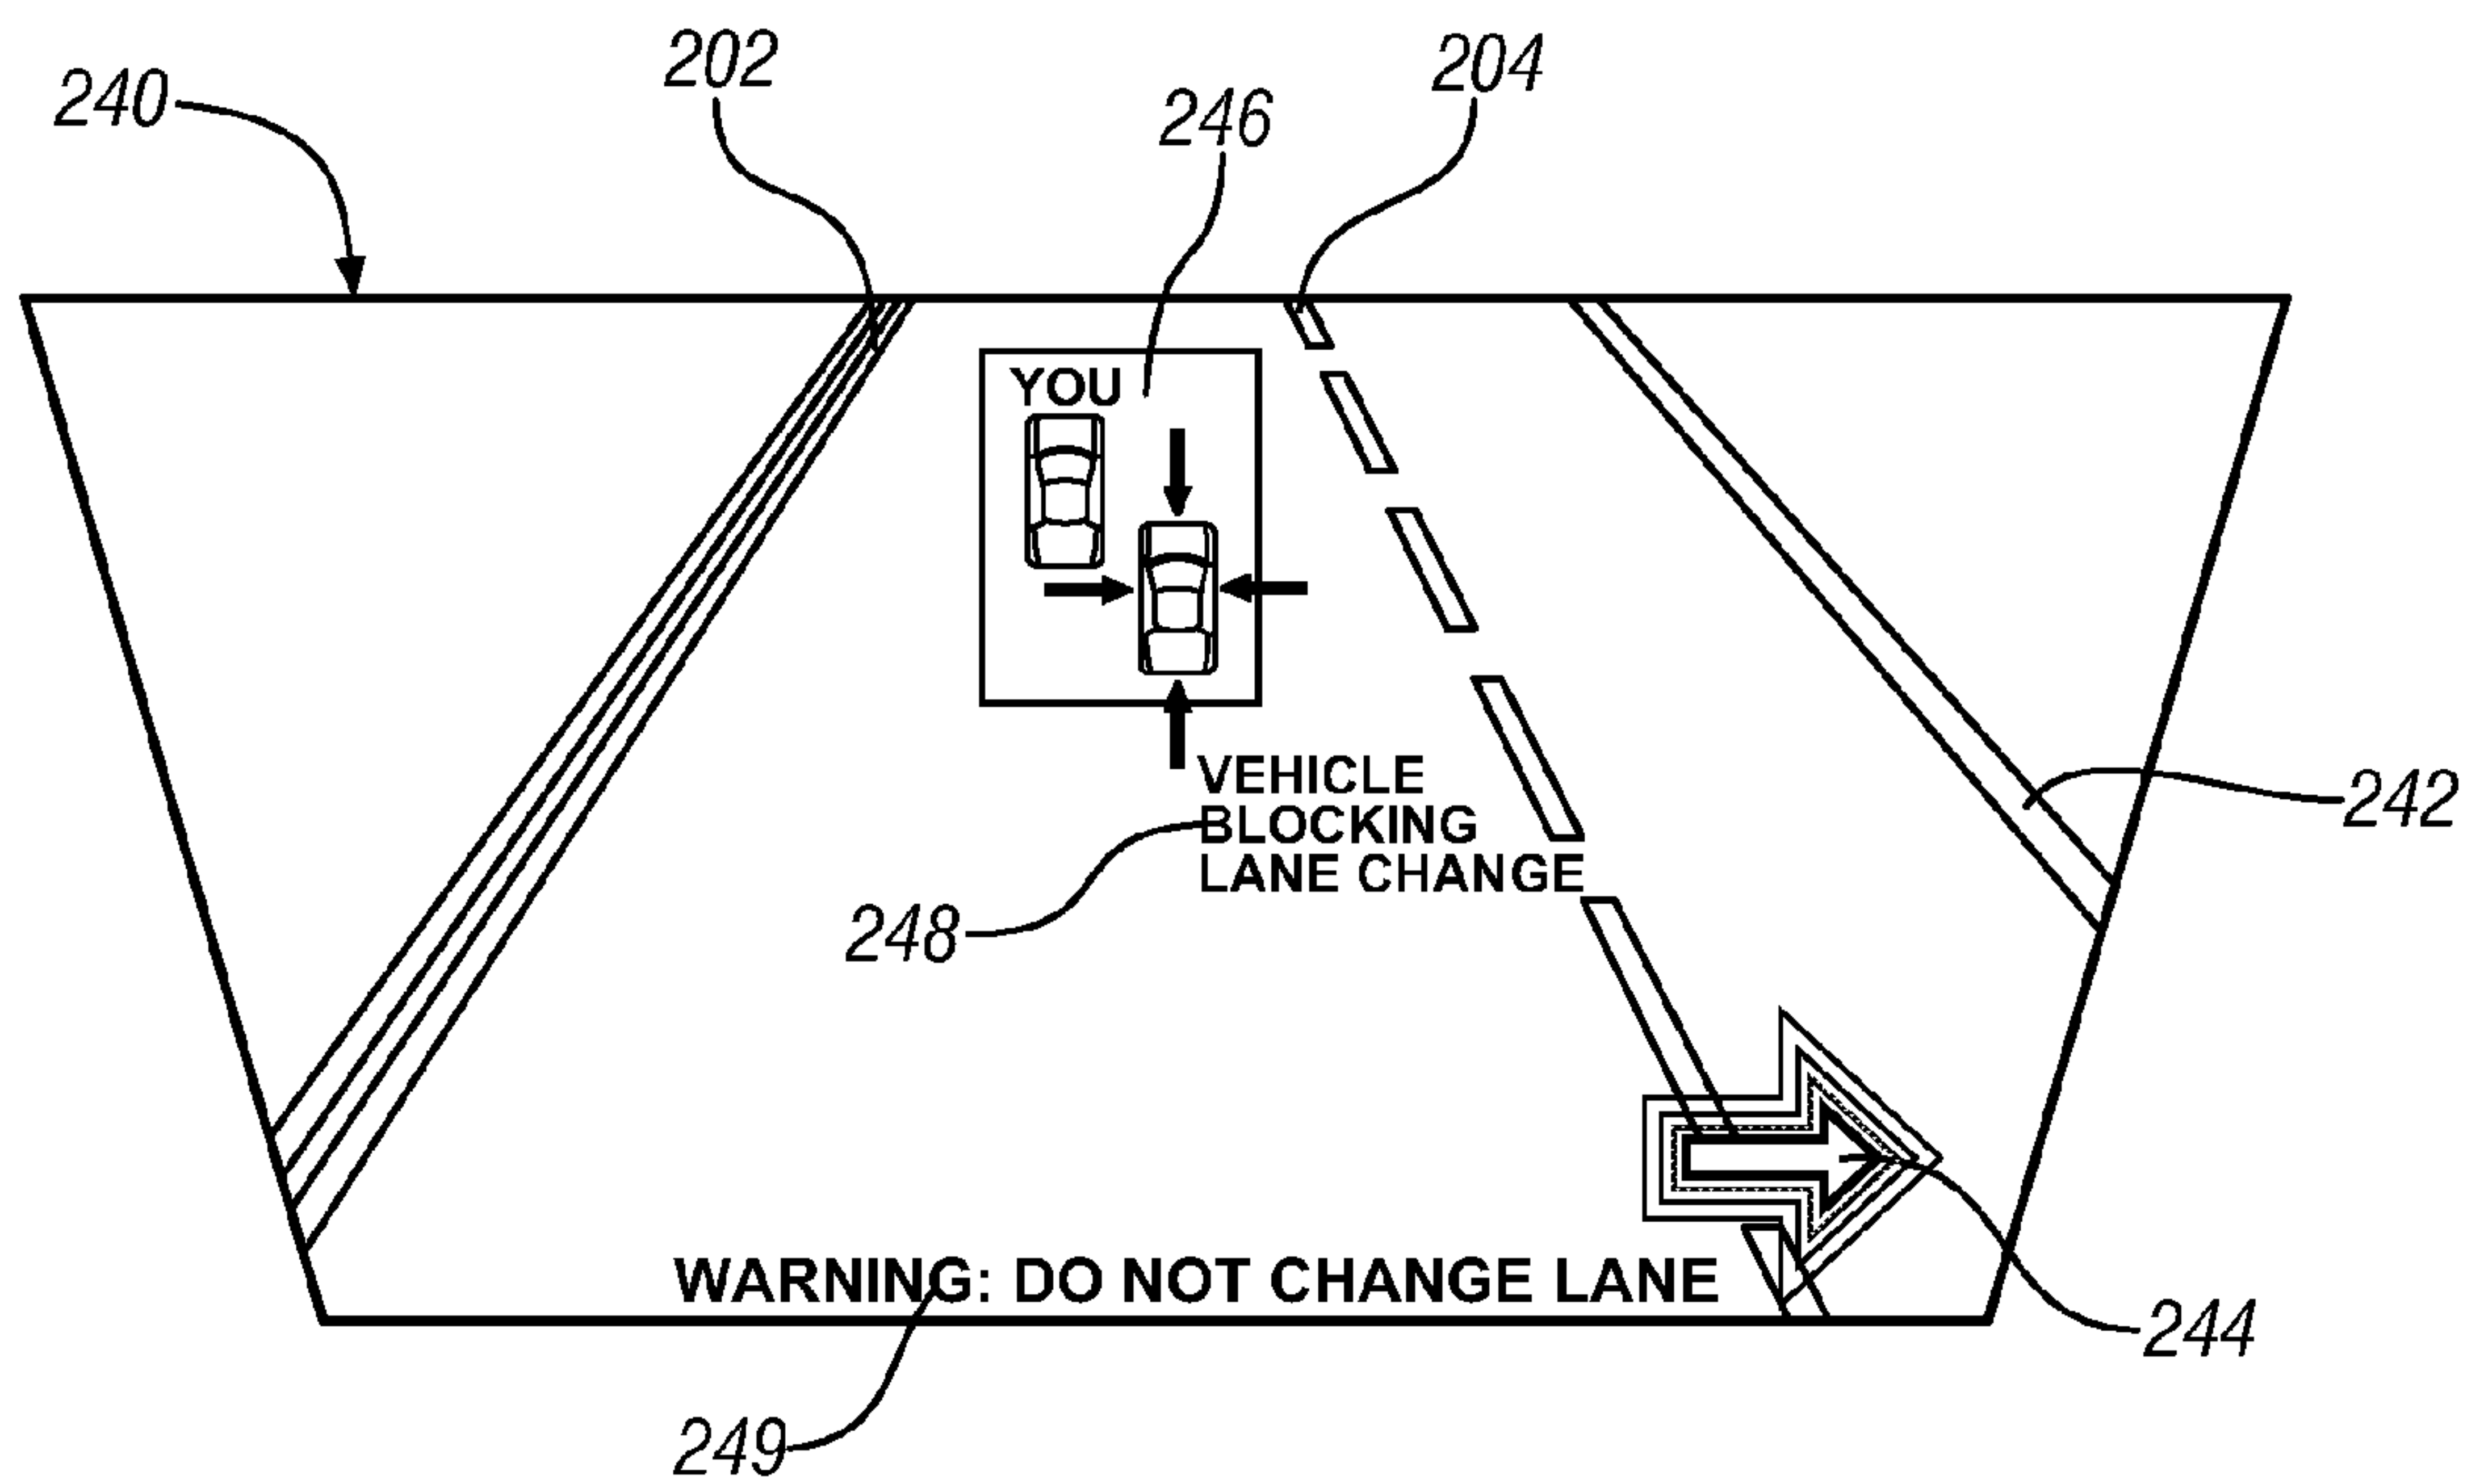 202
204
240
246
YOU
VEHICLE
BLOCKING
LANE CHANGE
242
248
WARNING: DO NOT CHANGE LANE
244
249